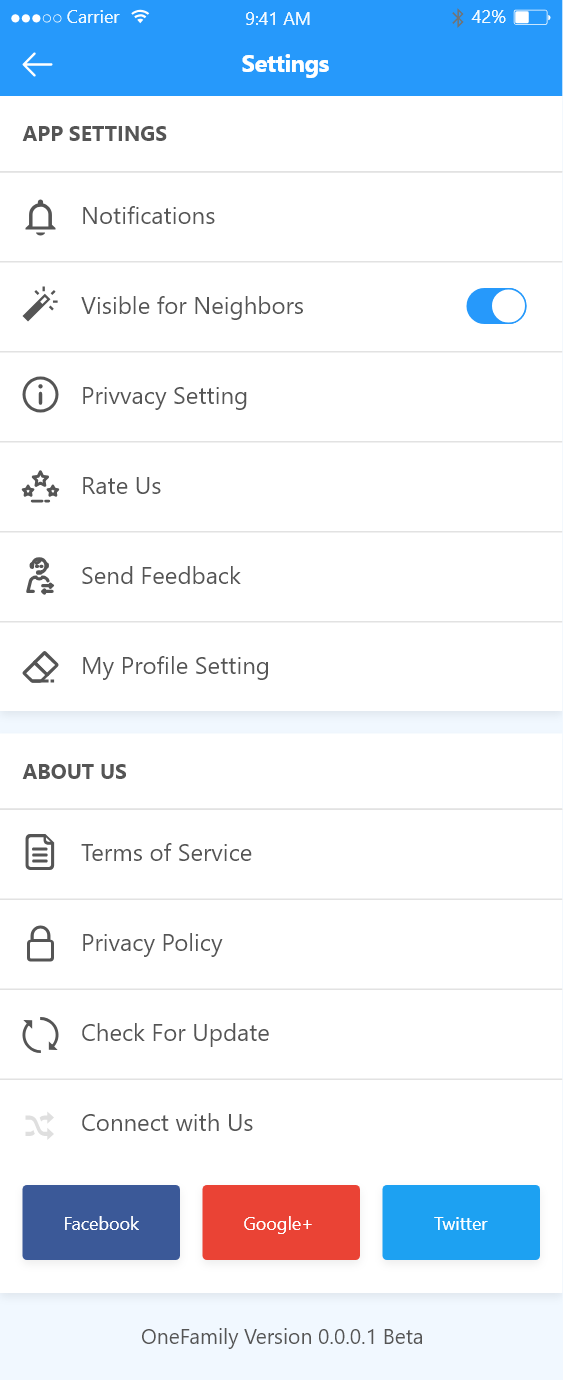 Carrier 9:41 AM 42%
Settings
APP SETTINGS
Notifications
Visible for Neighbors
Privvacy Setting
Rate Us
Send Feedback
My Profile Setting
ABOUT US
Terms of Service
Privacy Policy
Check For Update
Connect with Us
Facebook Google+ Twitter
OneFamily Version 0.0.0.1 Beta